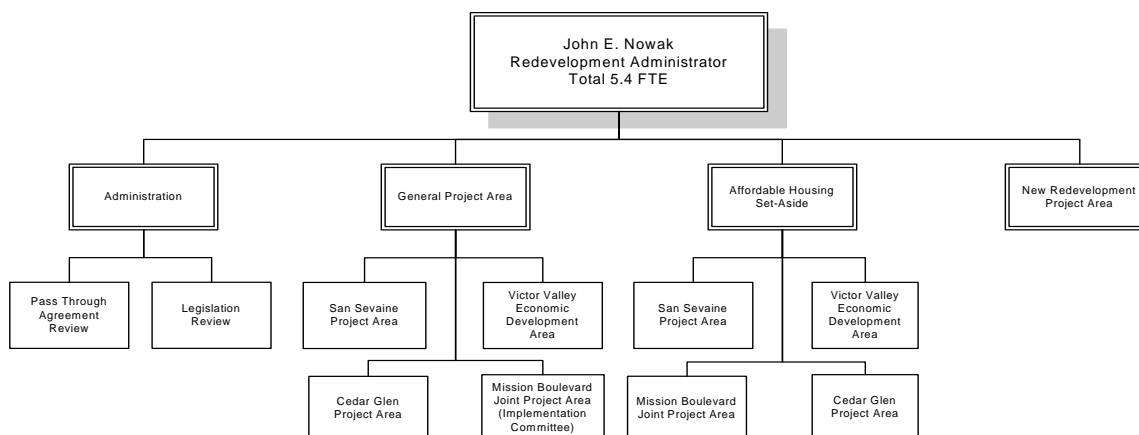 John E. Nowak
Redevelopment Administrator
Total 5.4 FTE
Administration
General Project Area
Affordable Housing
Set-Aside
New Redevelopment
Project Area
Pass Through
Agreement
Review
Legislation
Review
San Sevaine
Project Area
Victor Valley
Economic
Development
Area
San Sevaine
Project Area
Victor Valley
Economic
Development
Area
Cedar Glen
Project Area
Mission Boulevard
Joint Project Area
(Implementation
Committee)
Mission Boulevard
Joint Project Area
Cedar Glen
Project Area